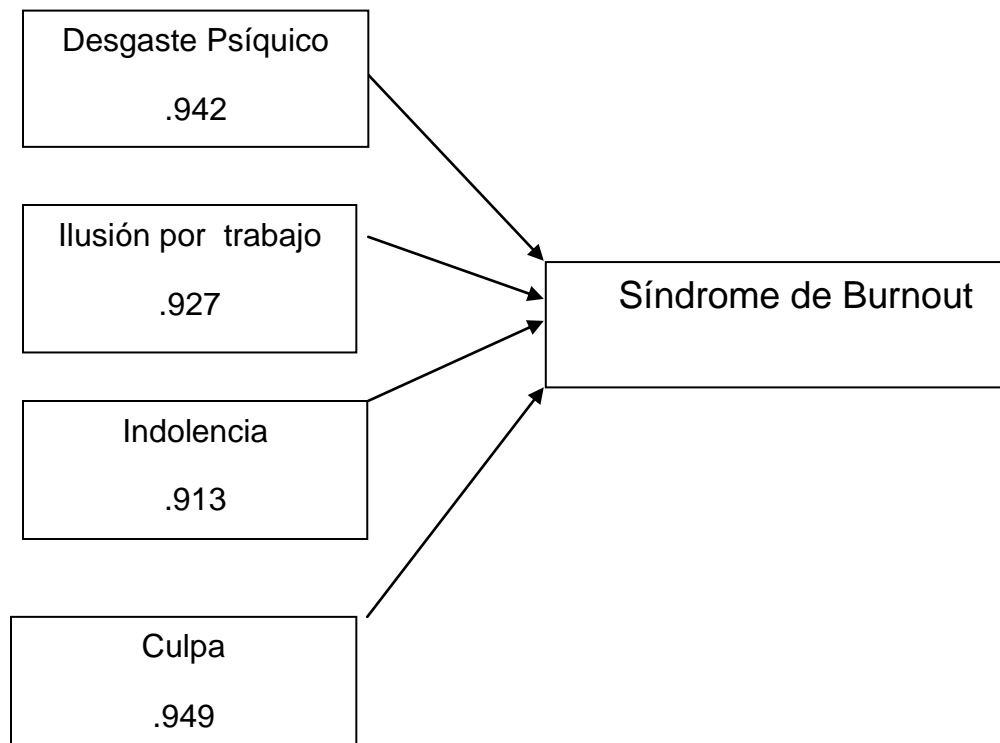 Desgaste Psíquico
.942
Ilusión por trabajo
.927
Síndrome de Burnout
Indolencia
.913
Culpa
.949